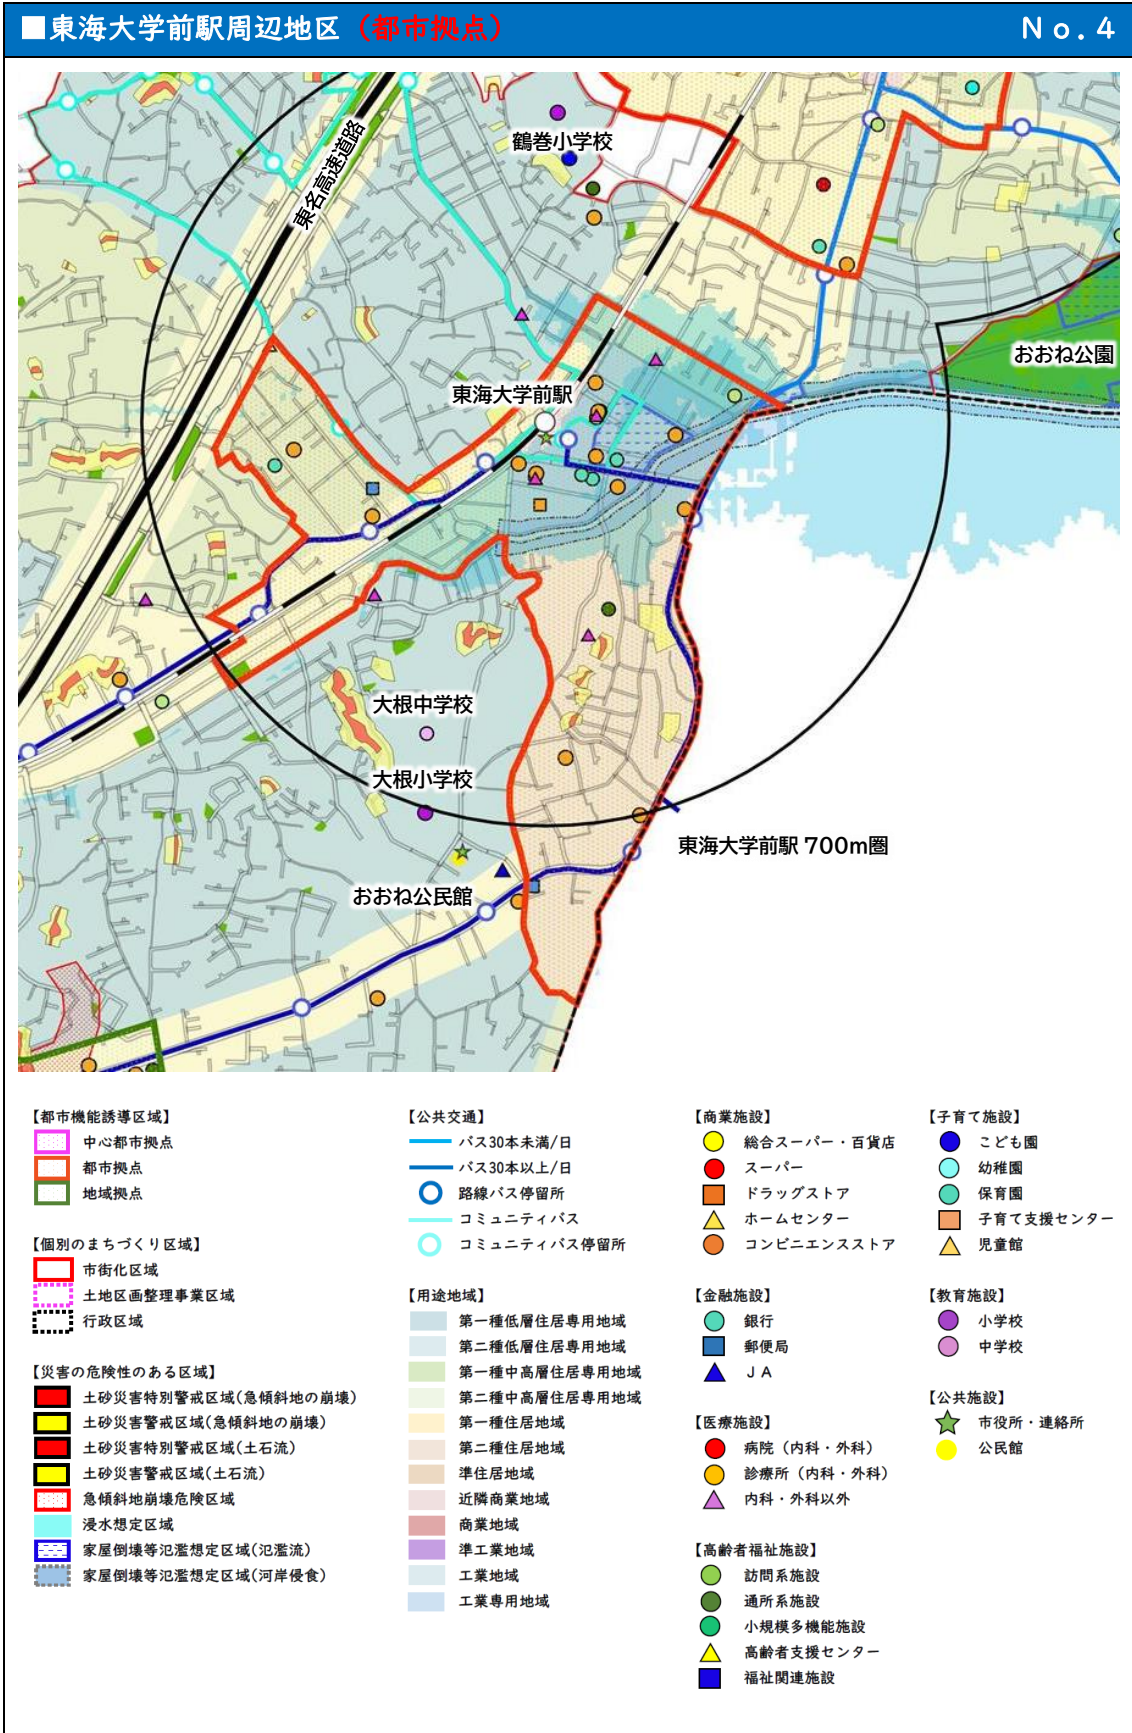 ■東海大学前駅周辺地区（都市拠点） No.4
鶴巻小学校
東名高速道路
おおね公園
東海大学前駅
大根中学校
大根小学校
東海大学前駅 700m圏
おおね公民館
【都市機能誘導区域】
中心都市拠点
都市拠点
地域拠点
【個別のまちづくり区域】
市街化区域
土地区画整理事業区域
行政区域
【災害の危険性のある区域】
土砂災害特別警戒区域(急傾斜地の崩壊)
土砂災害警戒区域(急傾斜地の崩壊)
土砂災害特別警戒区域(土石流)
土砂災害警戒区域(土石流)
急傾斜地崩壊危険区域
浸水想定区域
家屋倒壊等氾濫想定区域(氾濫流)
家屋倒壊等氾濫想定区域(河岸侵食)
【公共交通】
バス30本未満/日
バス30本以上/日
路線バス停留所
コミュニティバス
コミュニティバス停留所
【用途地域】
第一種低層住居専用地域
第二種低層住居専用地域
第一種中高層住居専用地域
第二種中高層住居専用地域
第一種住居地域
第二種住居地域
準住居地域
近隣商業地域
商業地域
準工業地域
工業地域
工業専用地域
【商業施設】
総合スーパー・百貨店
スーパー
ドラッグストア
ホームセンター
コンビニエンスストア
【金融施設】
銀行
郵便局
ＪＡ
【医療施設】
病院（内科・外科）
診療所（内科・外科）
内科・外科以外
【高齢者福祉施設】
訪問系施設
通所系施設
小規模多機能施設
高齢者支援センター
福祉関連施設
【子育て施設】
こども園
幼稚園
保育園
子育て支援センター
児童館
【教育施設】
小学校
中学校
【公共施設】
市役所・連絡所
公民館